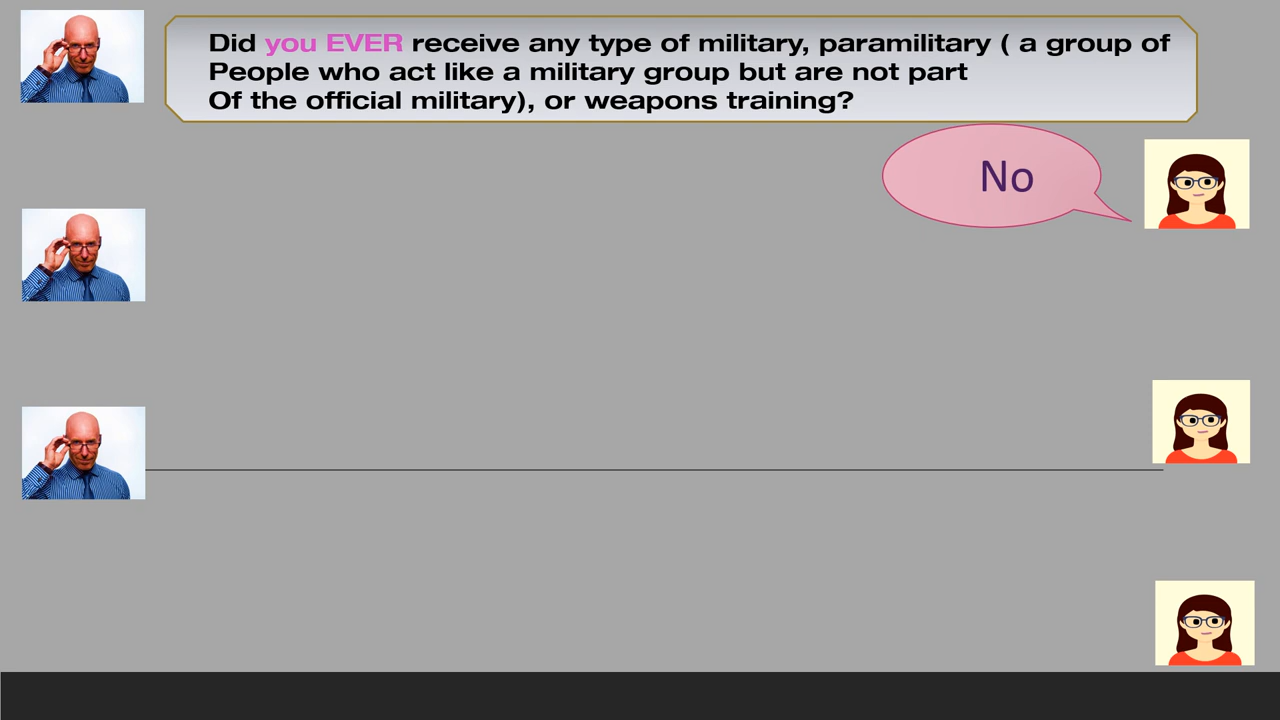 Did you EVER receive any type of military, paramilitary ( a group of
People who act like a military group but are not part
Of the official military), or weapons training?
No